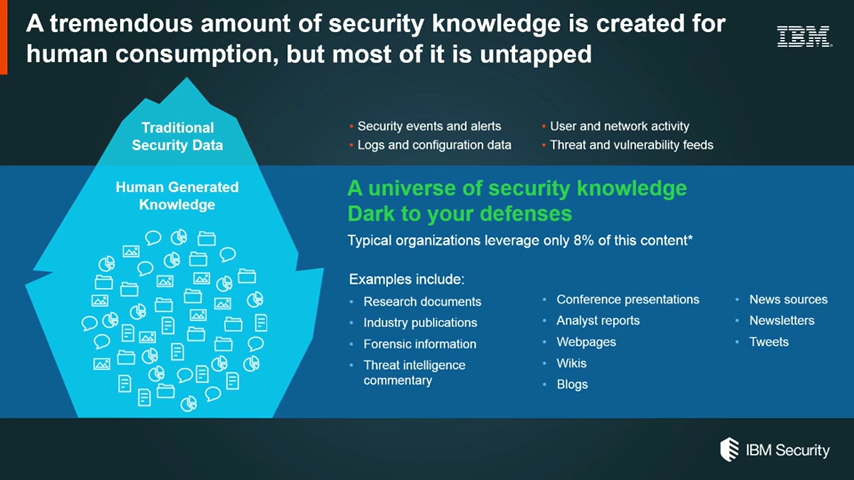 A tremendous amount of security knowledge is created for
human consumption, but most of it is untapped
IBM
Traditional
Security Data
• Security events and alerts
• Logs and configuration data
• User and network activity
• Threat and vulnerability feeds
Human Generated
Knowledge
A universe of security knowledge
Dark to your defenses
Typical organizations leverage only 8% of this content*
Examples include:
• Research documents
• Industry publications
• Forensic information
• Threat intelligence
commentary
• Conference presentations
• Analyst reports
• Webpages
• Wikis
• Blogs
• News sources
• Newsletters
• Tweets
IBM Security